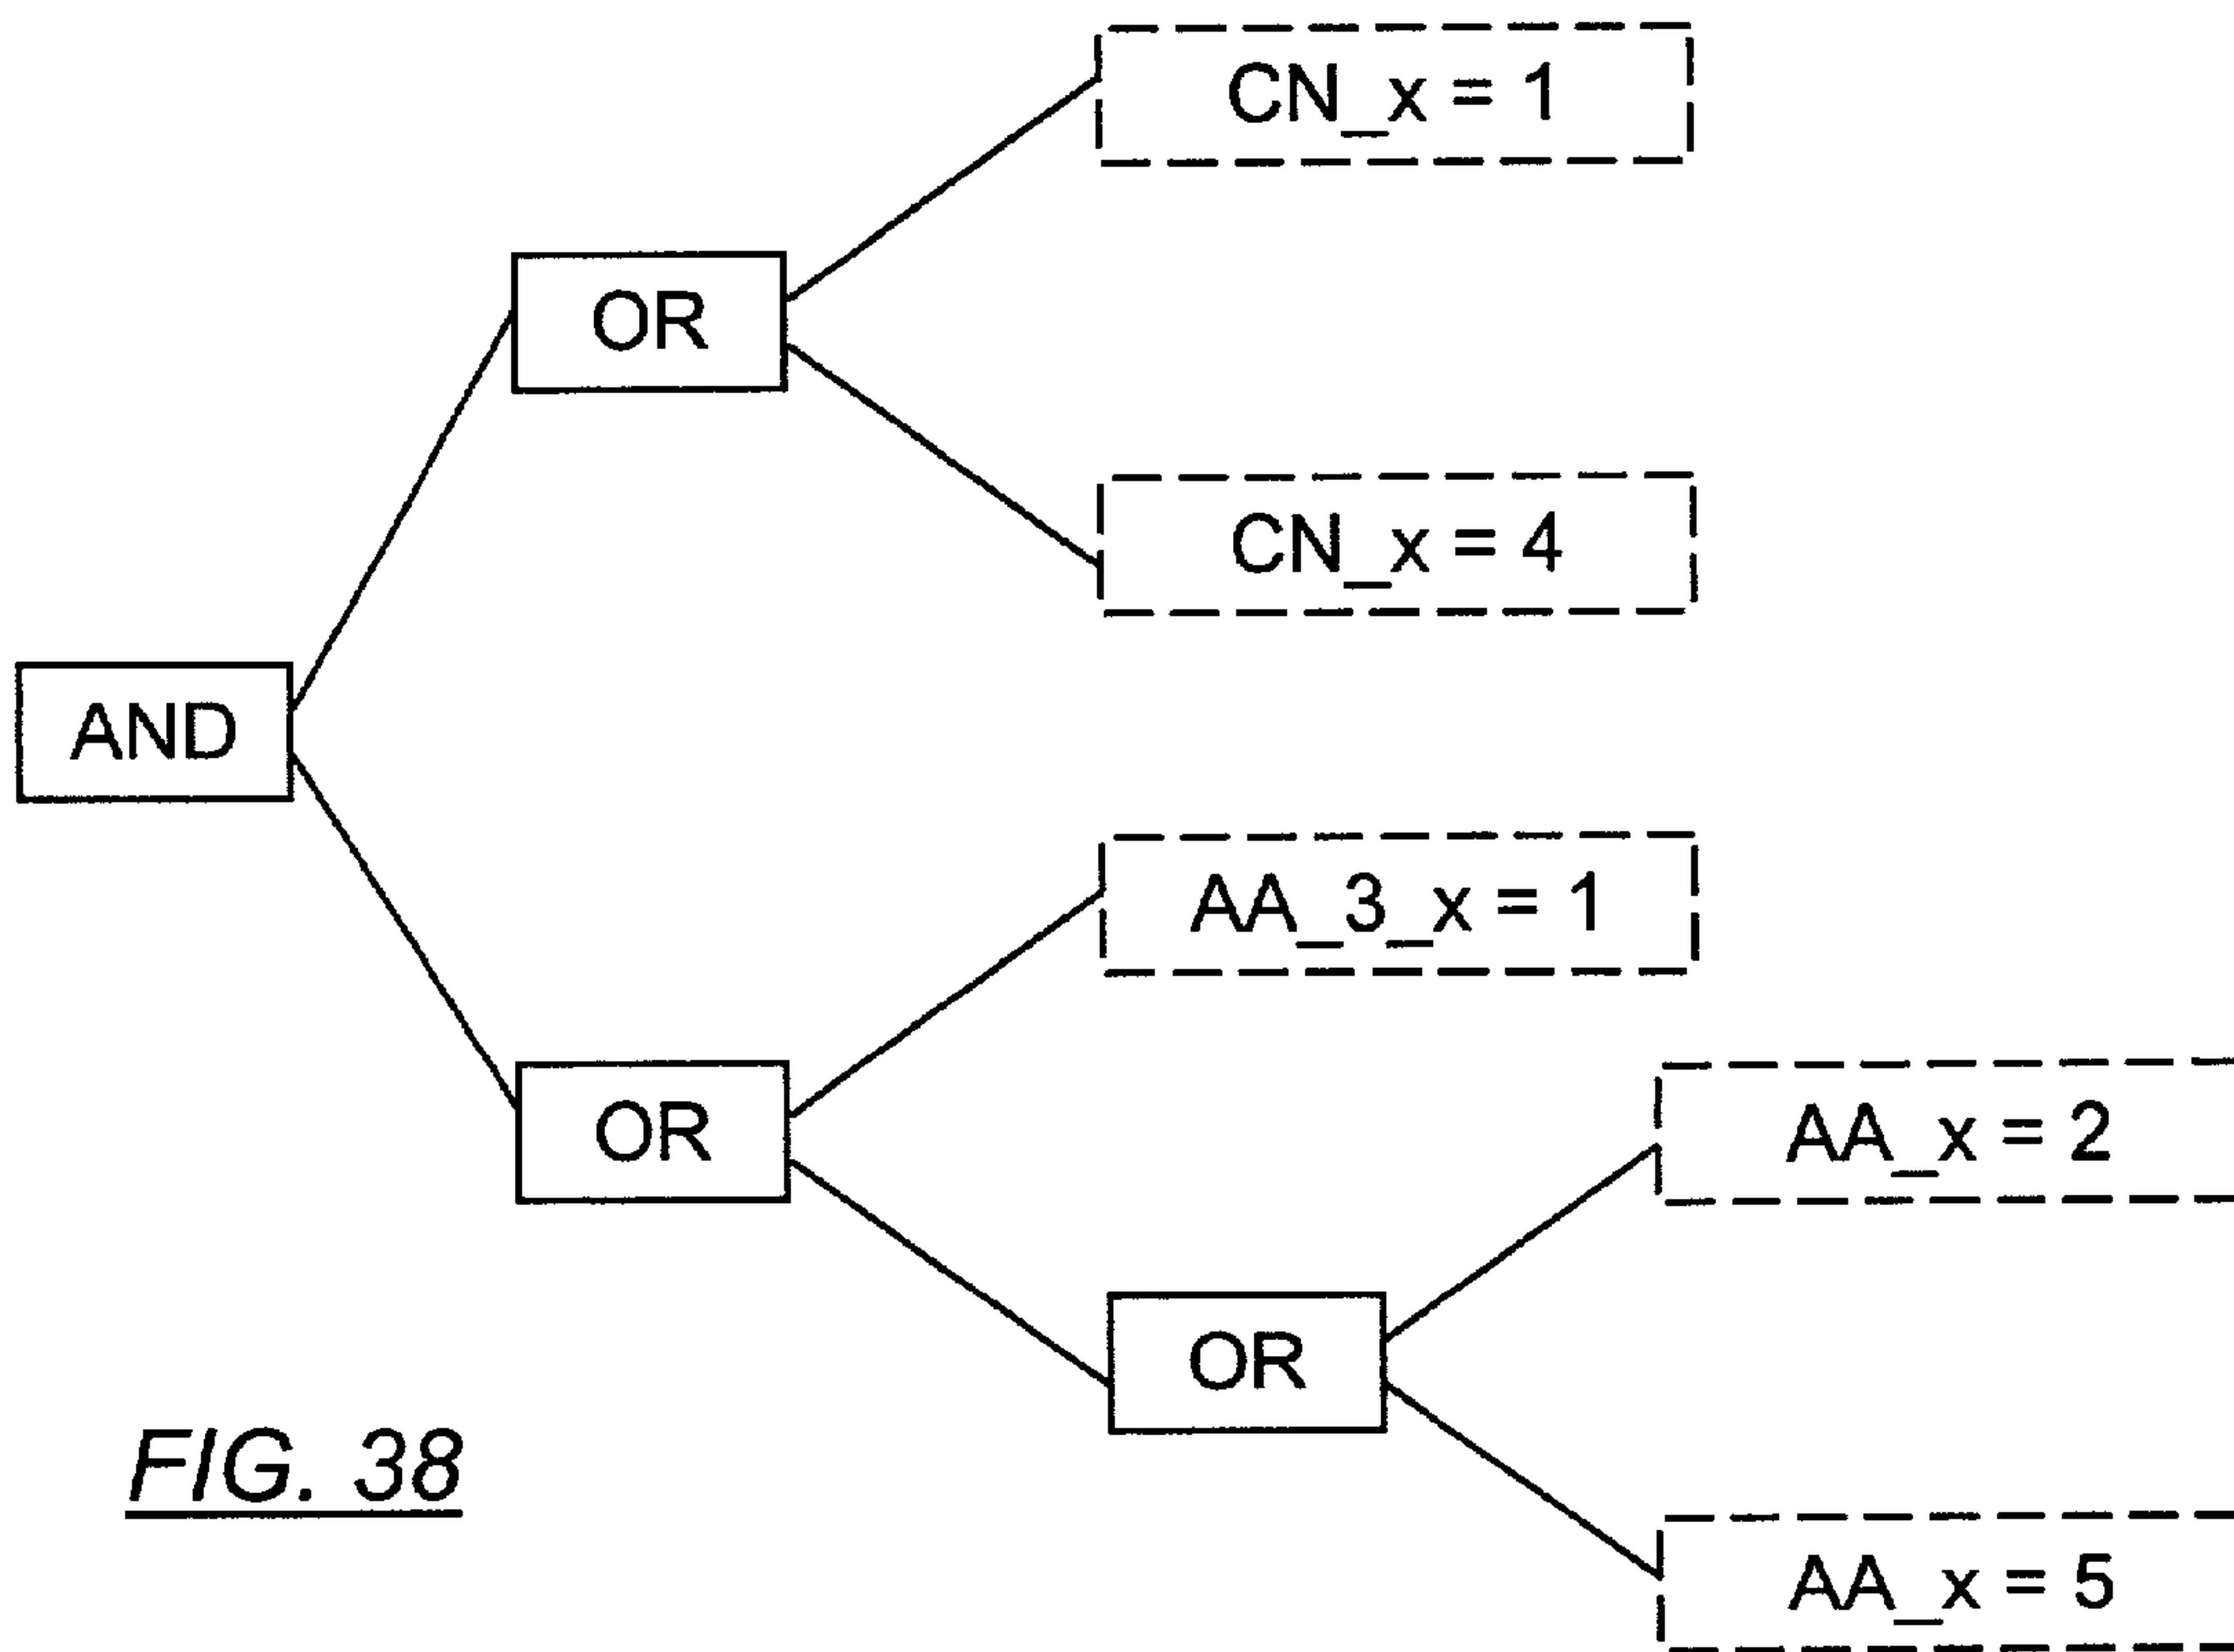 CN_x = 1
OR
CN_x = 4
AND
AA_3_x = 1
OR
AA_x = 2
OR
FIG. 38
AA_x = 5